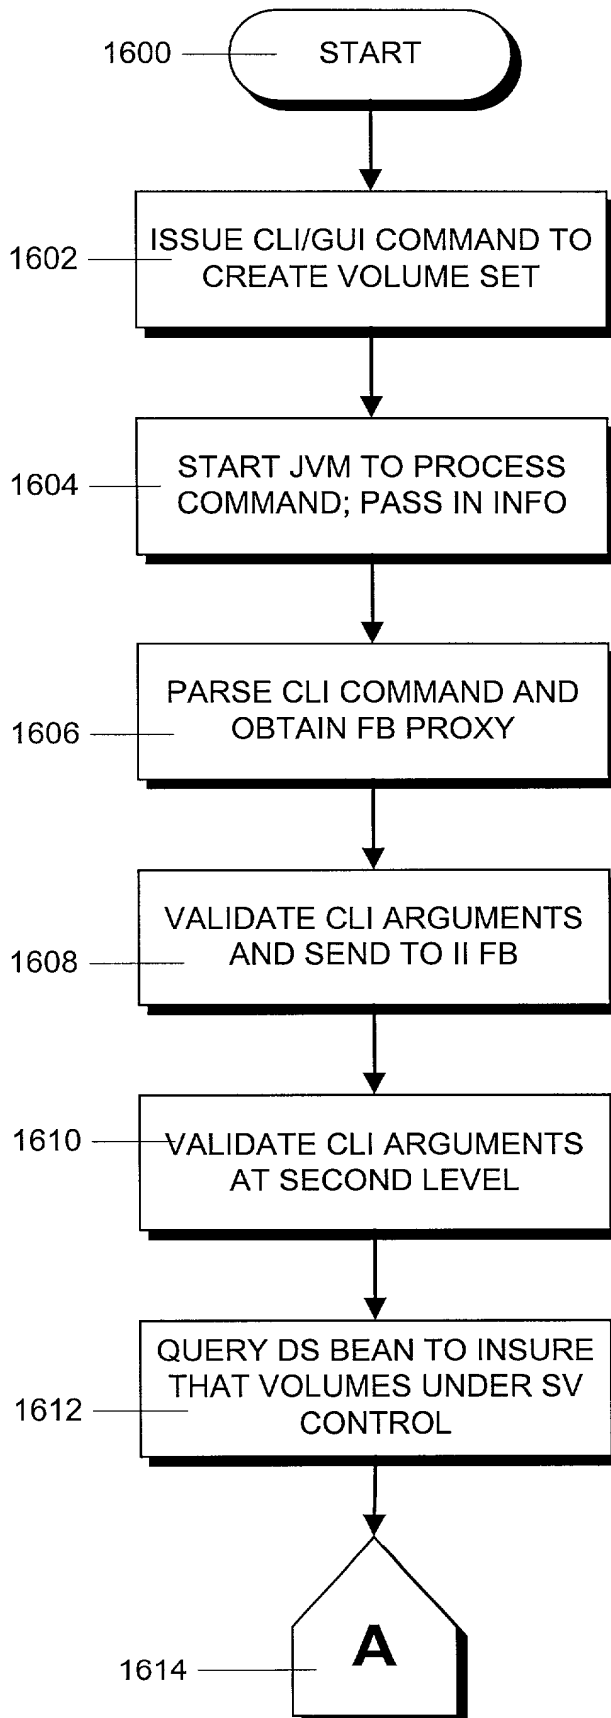 1600
START
1602
ISSUE CLI/GUI COMMAND TO
CREATE VOLUME SET
1604
START JVM TO PROCESS
COMMAND; PASS IN INFO
1606
PARSE CLI COMMAND AND
OBTAIN FB PROXY
1608
VALIDATE CLI ARGUMENTS
AND SEND TO II FB
1610
VALIDATE CLI ARGUMENTS
AT SECOND LEVEL
1612
QUERY DS BEAN TO INSURE
THAT VOLUMES UNDER SV
CONTROL
A
1614